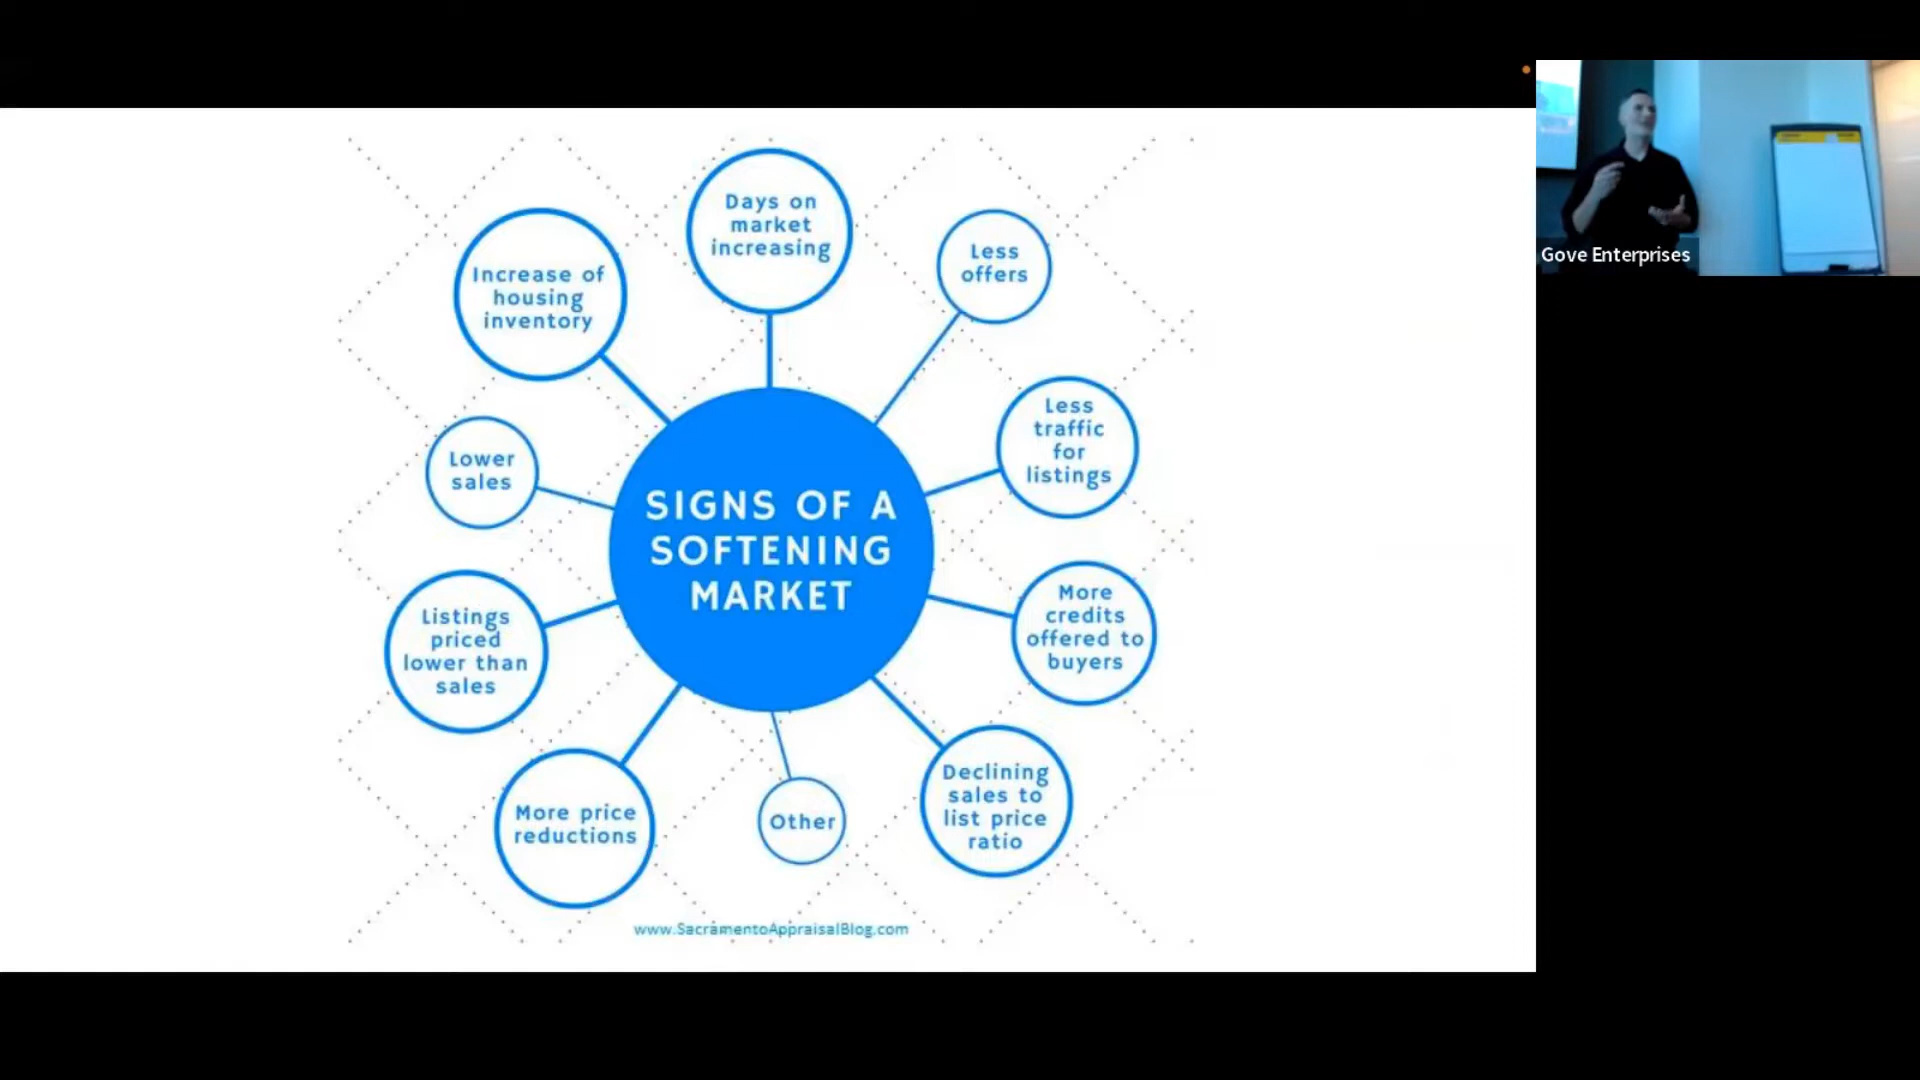 Days on
market
increasing
Less
offers
Increase of
housing
inventory
Less
traffic
for
listings
Lower
sales
SIGNS OF A
SOFTENING
MARKET
More
credits
offered to
buyers
Listings
priced
lower than
sales
Declining
sales to
list price
ratio
More price
reductions
Other
www.SacramentoAppraisalBlog.com
Gove Enterprises